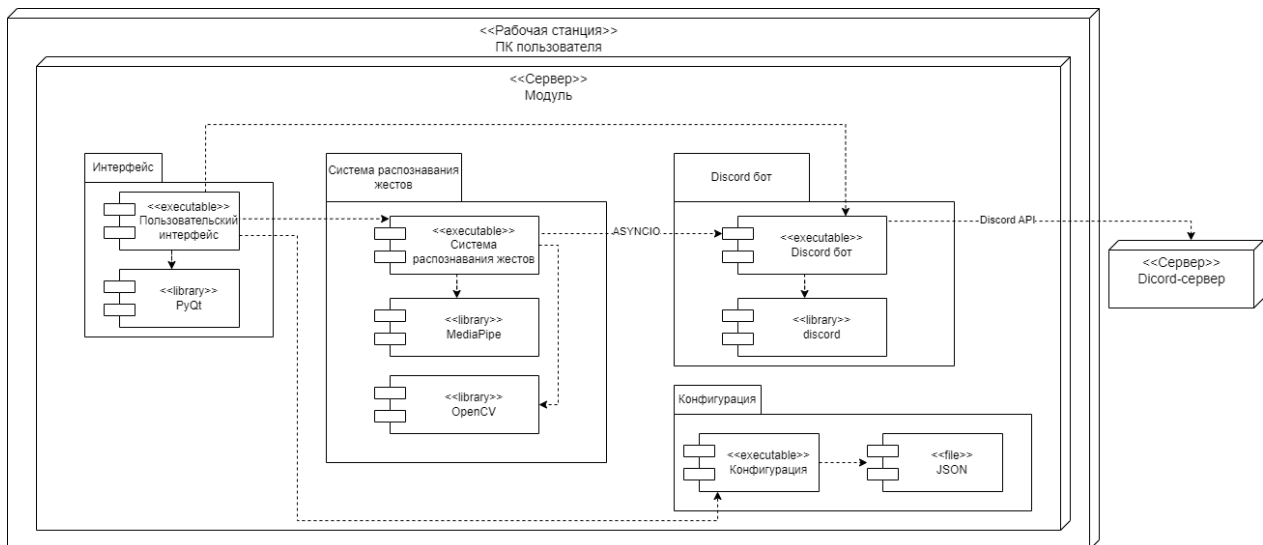 <<Рабочая станция>>
ПК пользователя
<<Сервер>>
Модуль
Интерфейс
<<executable>>
Пользовательский
интерфейс
<<library>>
PyQt
Система распознавания
жестов
<<executable>>
Система
распознавания жестов
<<library>>
MediaPipe
<<library>>
OpenCV
ASYNCIO
Discord бот
<<executable>>
Discord бот
<<library>>
discord
Discord API
<<Сервер>>
Dicord-сервер
Конфигурация
<<executable>>
Конфигурация
<<file>>
JSON